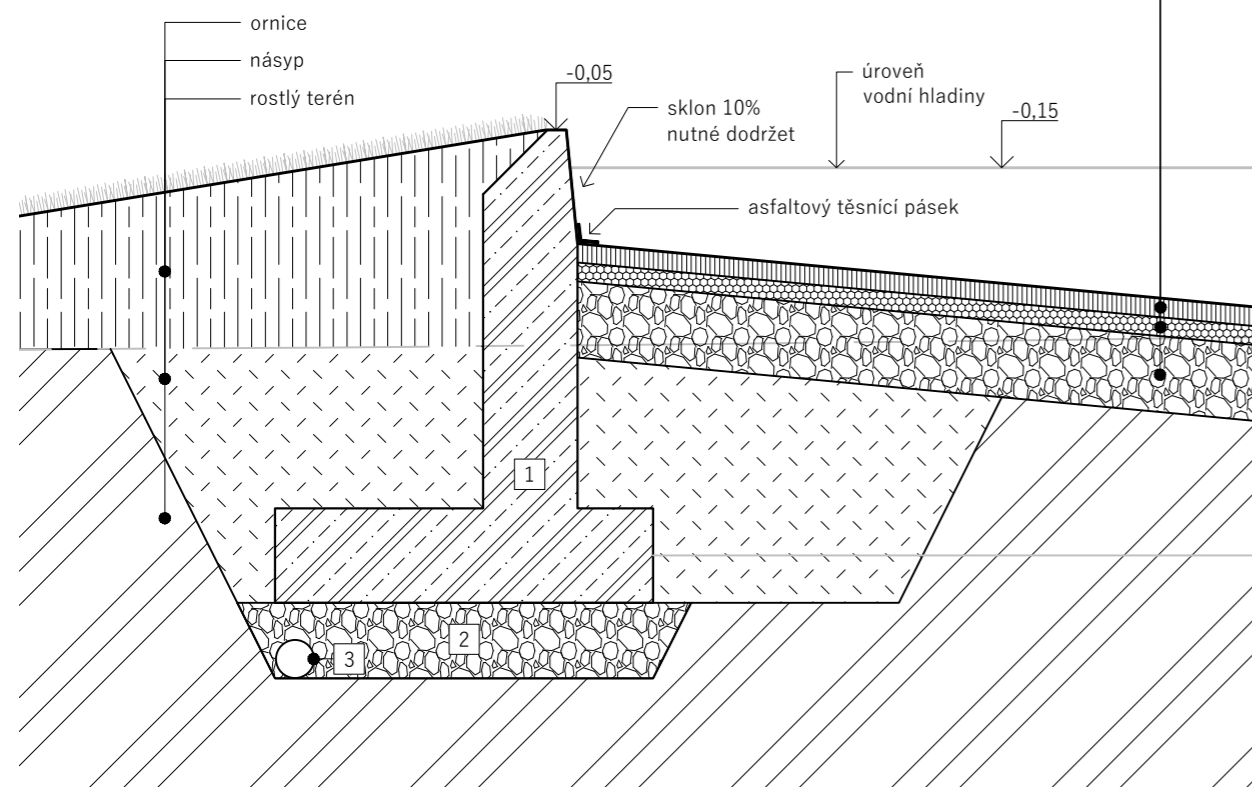 ornice
násyp
rostlý terén
-0,05
sklon 10%
nutné dodržet
úroveň
vodní hladiny
-0,15
asfaltový těsnící pásek
1
2
3